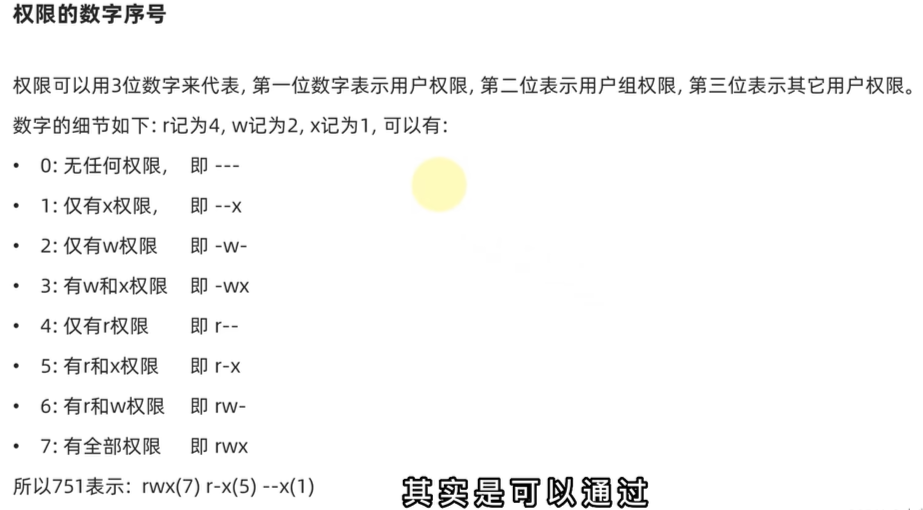 权限的数字序号
权限可以用3位数字来代表, 第一位数字表示用户权限, 第二位表示用户组权限, 第三位表示其它用户权限。
数字的细节如下: r记为4, w记为2, x记为1, 可以有:
• 0: 无任何权限, 即 ---
• 1: 仅有x权限, 即 --x
• 2: 仅有w权限 即 -w-
• 3: 有w和x权限 即 -wx
• 4: 仅有r权限 即 r--
• 5: 有r和x权限 即 r-x
• 6: 有r和w权限 即 rw-
• 7: 有全部权限 即 rwx
所以751表示: rwx(7) r-x(5) --x(1)
其实是可以通过